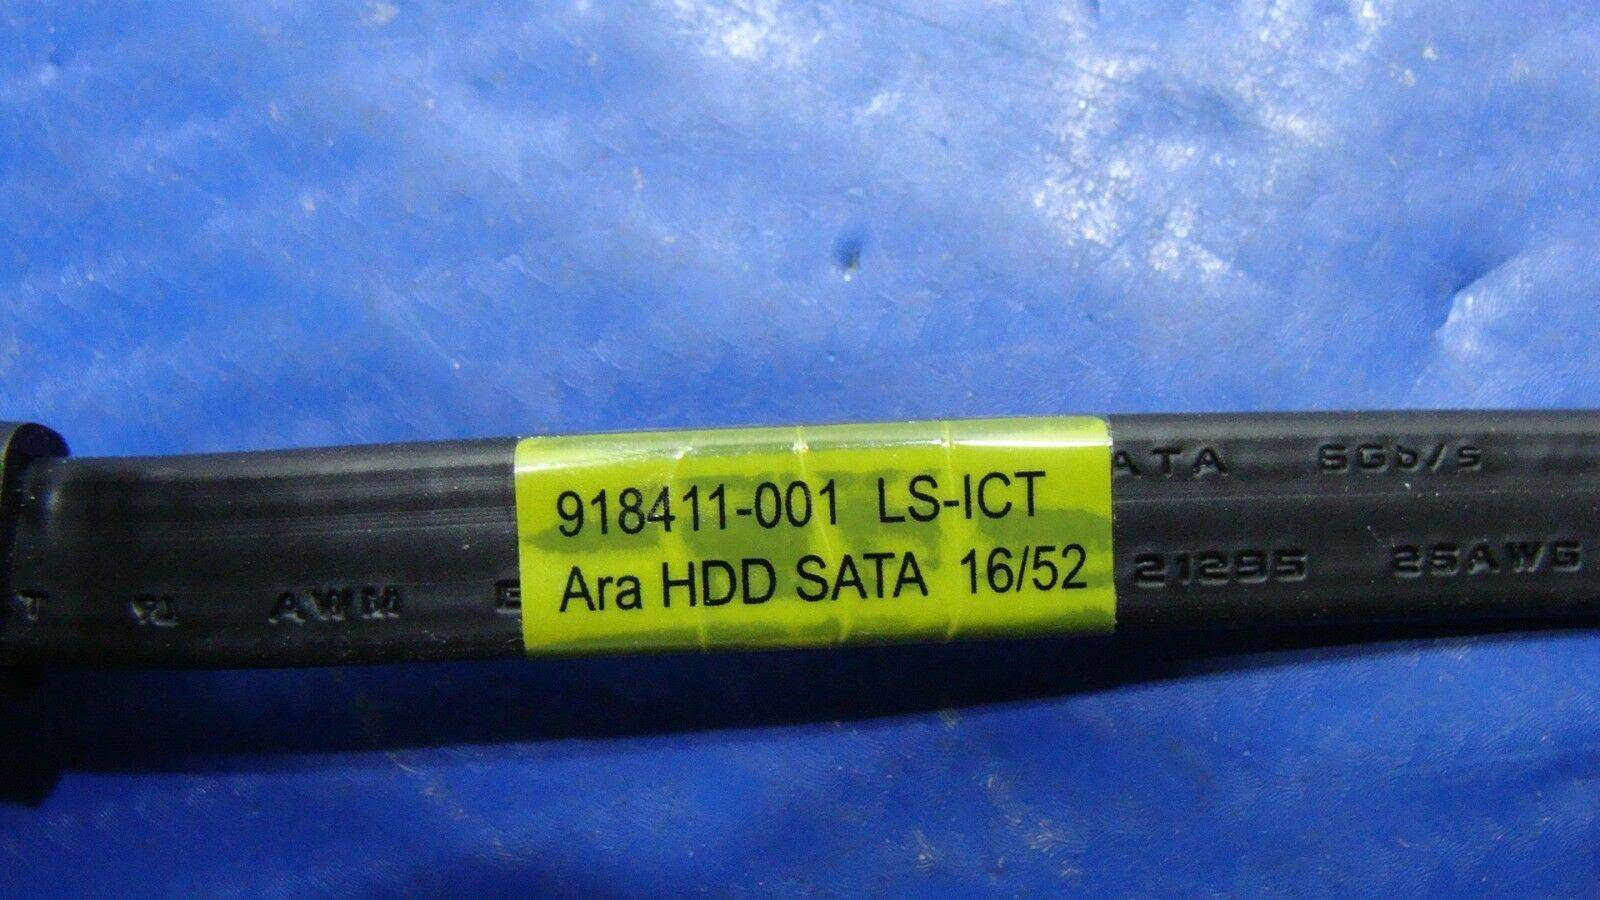 918411-001 LS-ICT
Ara HDD SATA 16/52
ATA 6Gb/s
AWM
21295 26AWG